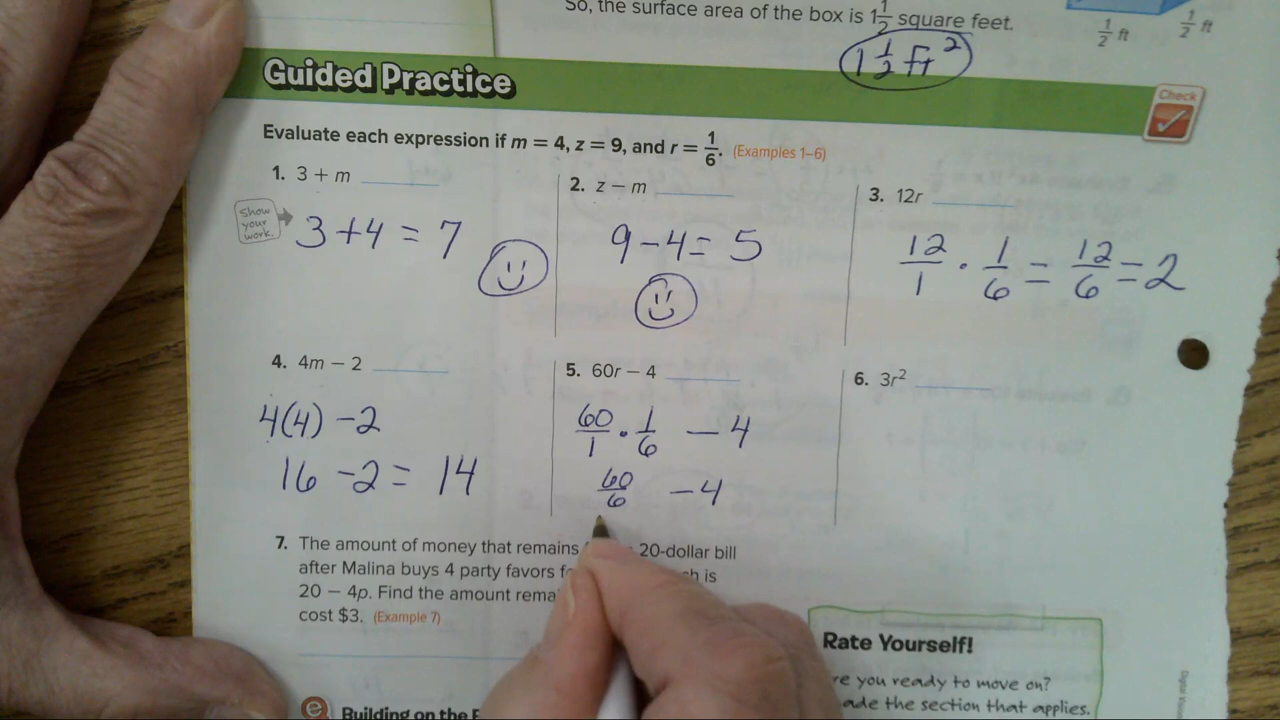 So, the surface area of the box is 1 1/2 square feet.
1/2 ft
1/2 ft
1 1/2 ft²
Guided Practice
Check
Evaluate each expression if m = 4, z = 9, and r = 1/6. (Examples 1–6)
1. 3 + m
2. z − m
3. 12r
Show
your
work.
3+4 = 7
9-4= 5
12/1 · 1/6 = 12/6 = 2
4. 4m − 2
5. 60r − 4
6. 3r²
4(4) -2
16 -2 = 14
60/1 · 1/6 - 4
60/6 -4
7. The amount of money that remains 20-dollar bill
after Malina buys 4 party favors is
20 − 4p. Find the amount
cost $3. (Example 7)
Rate Yourself!
you ready to move on?
the section that applies.
e Building on the